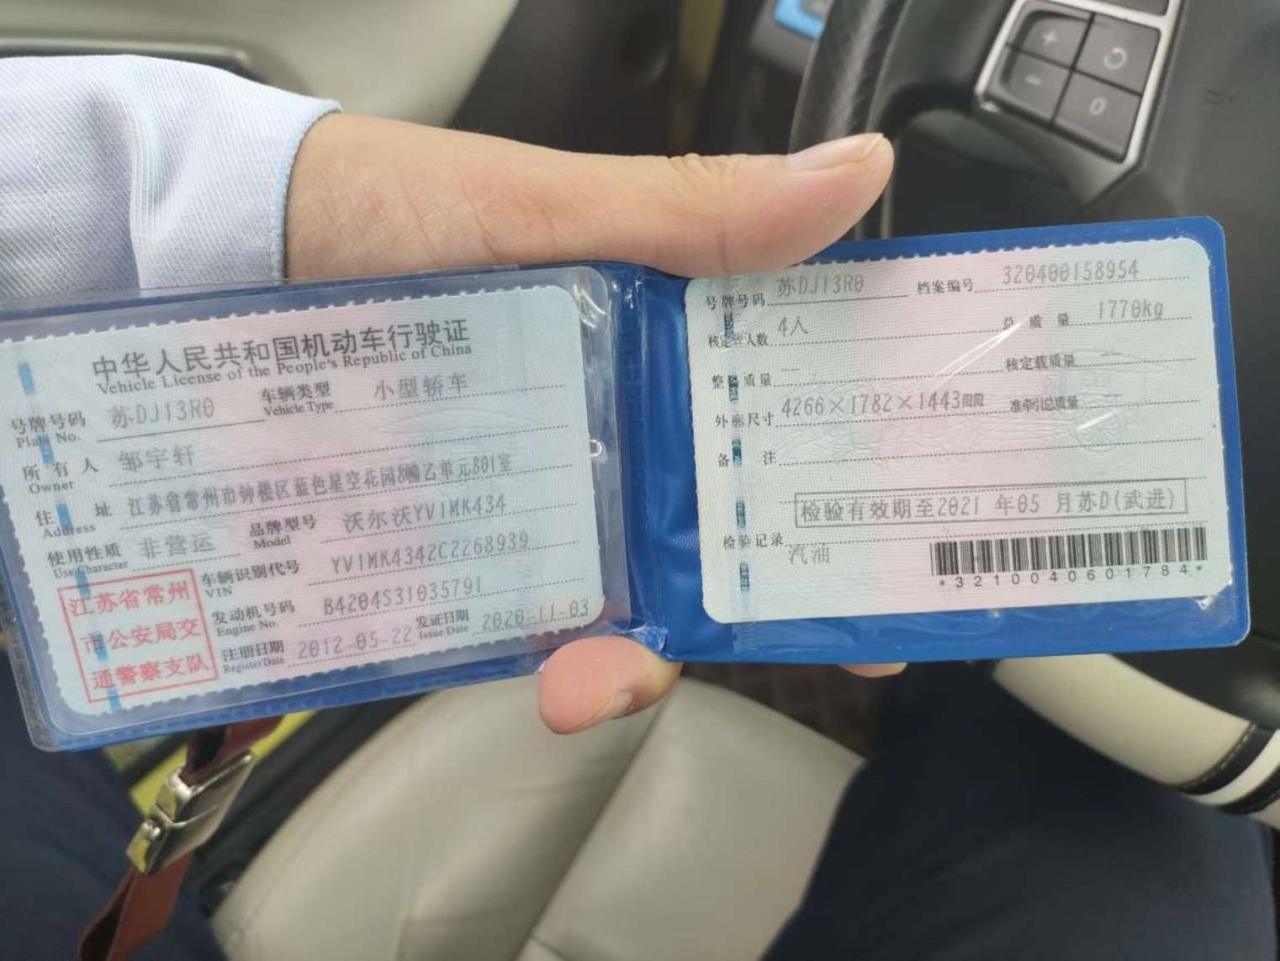 中华人民共和国机动车行驶证
Vehicle License of the People's Republic of China
号牌号码 苏DJ13R0 车辆类型 小型轿车
Plate No. Vehicle Type
所有人 邹宇轩
Owner
住址 江苏省常州市钟楼区蓝色星空花园8幢乙单元801室
Address
使用性质 非营运 品牌型号 沃尔沃YV1MK434
Use Character Model
车辆识别代号 YV1MK4342C2268939
VIN
发动机号码 B4204S31035791
Engine No.
注册日期 2012-05-22 发证日期 2020-11-03
Register Date Issue Date
江苏省常州
市公安局交
通警察支队
号牌号码 苏DJ13R0 档案编号 320400158954
核定人数 4人 总质量 1770kg
整质量 -- 核定载质量 --
外廓尺寸 4266×1782×1443 准牵引总质量 --
备注
检验有效期至2021年05月苏D(武进)
检验记录
汽油
*3210040601784*
+
-
0